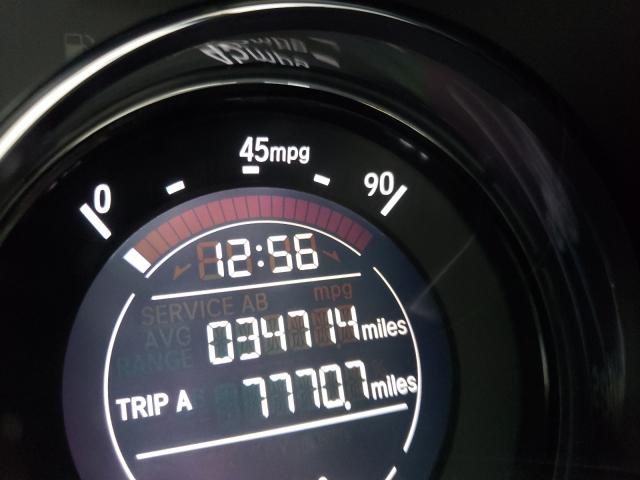 45mpg
0 90
12:56
mpg
SERVICE AB
AVG 034714 miles
RANGE
TRIP A 7770.7 miles